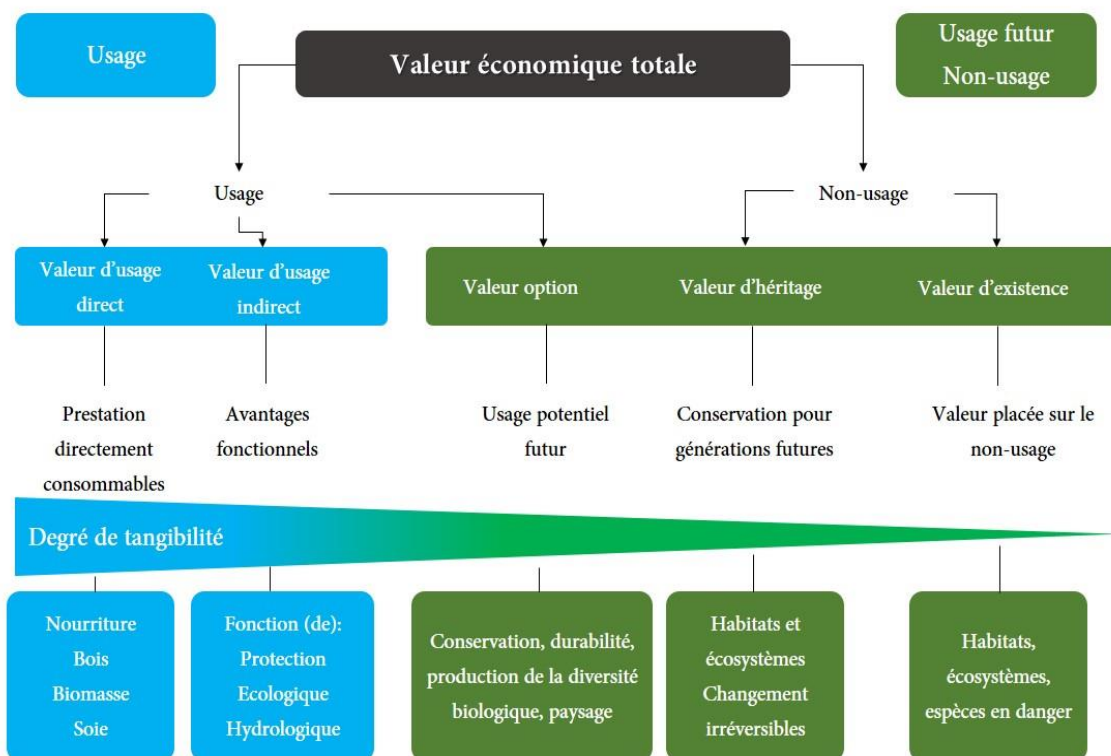 Usage
Valeur économique totale
Usage futur
Non-usage
Usage
Non-usage
Valeur d'usage
direct
Valeur d'usage
indirect
Valeur option
Valeur d'héritage
Valeur d'existence
Prestation
directement
consommables
Avantages
fonctionnels
Usage potentiel
futur
Conservation pour
générations futures
Valeur placée sur le
non-usage
Degré de tangibilité
Nourriture
Bois
Biomasse
Soie
Fonction (de):
Protection
Ecologique
Hydrologique
Conservation, durabilité,
production de la diversité
biologique, paysage
Habitats et
écosystèmes
Changement
irréversibles
Habitats,
écosystèmes,
espèces en danger